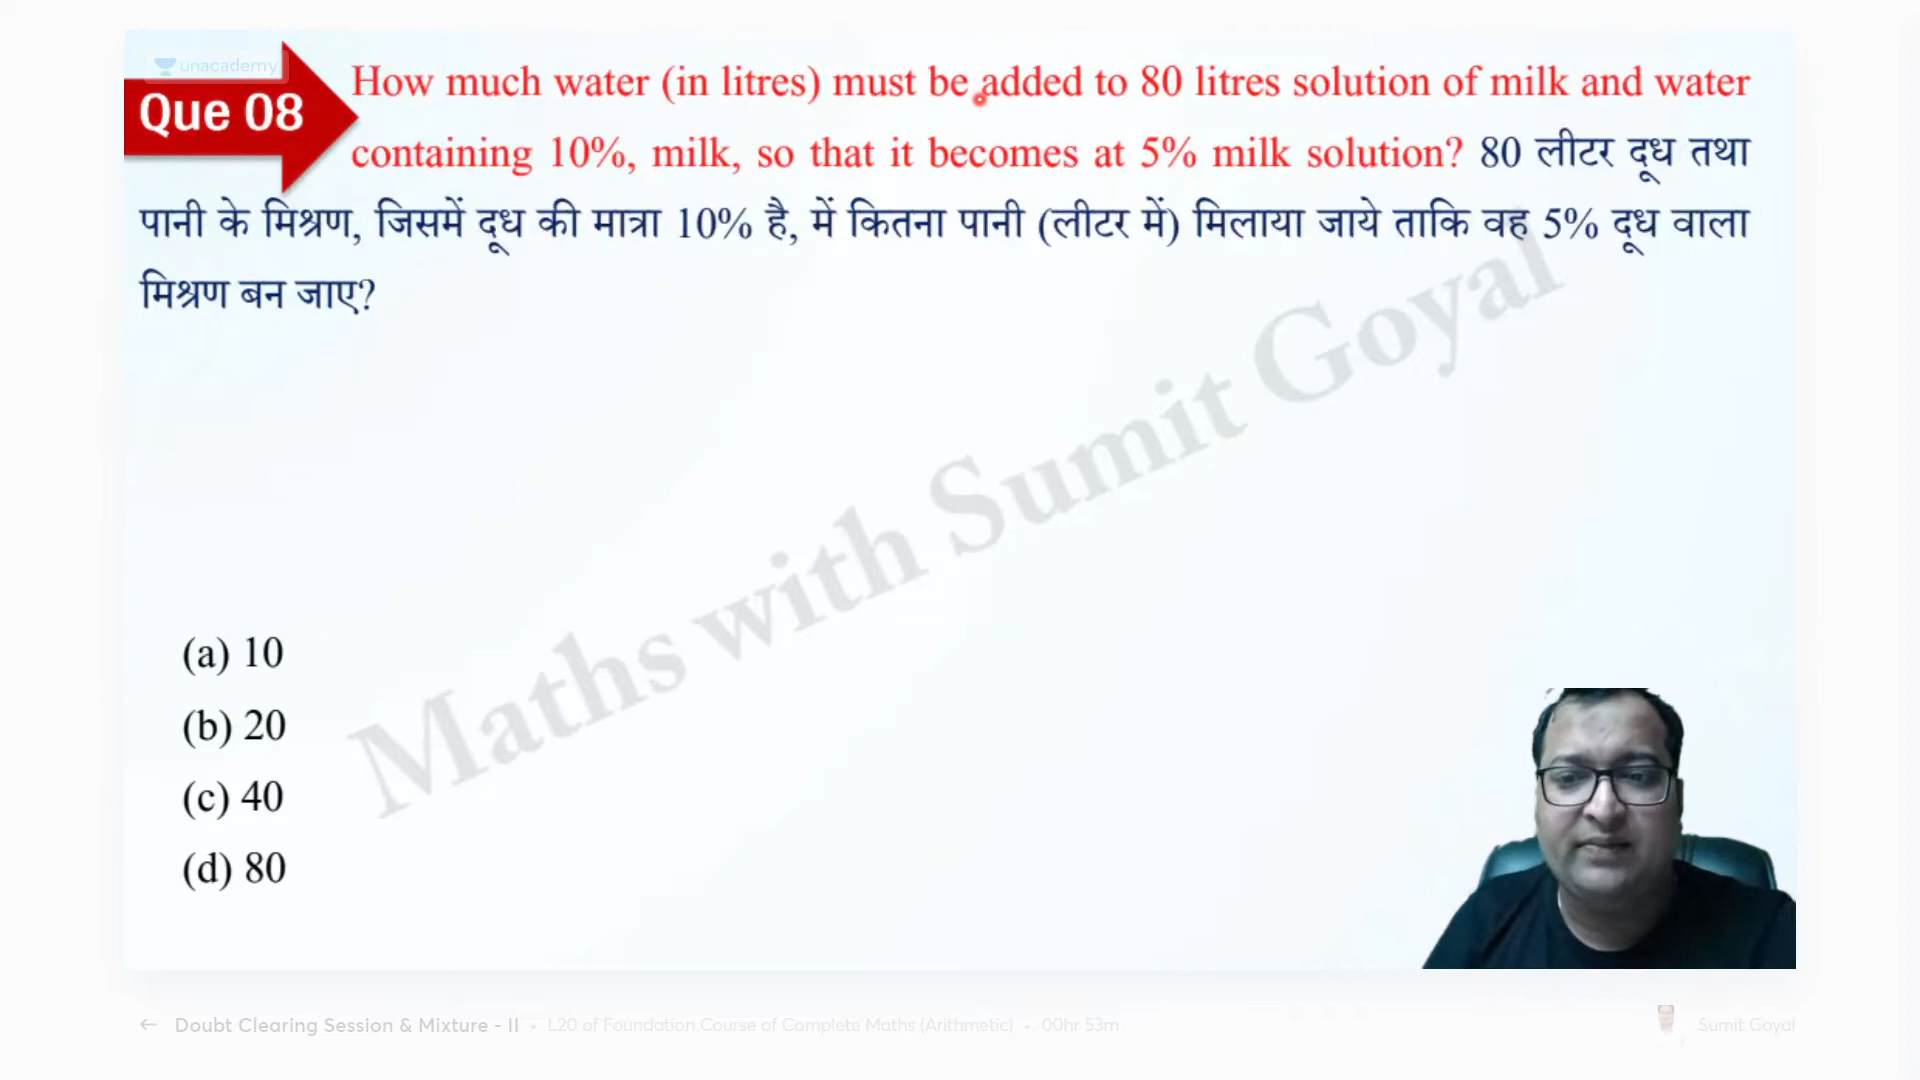 unacademy
Que 08
How much water (in litres) must be added to 80 litres solution of milk and water
containing 10%, milk, so that it becomes at 5% milk solution? 80 लीटर दूध तथा
पानी के मिश्रण, जिसमें दूध की मात्रा 10% है, में कितना पानी (लीटर में) मिलाया जाये ताकि वह 5% दूध वाला
मिश्रण बन जाए?
Maths with Sumit Goyal
(a) 10
(b) 20
(c) 40
(d) 80
← Doubt Clearing Session & Mixture - II • L20 of Foundation Course of Complete Maths (Arithmetic) • 00hr 53m
Sumit Goyal